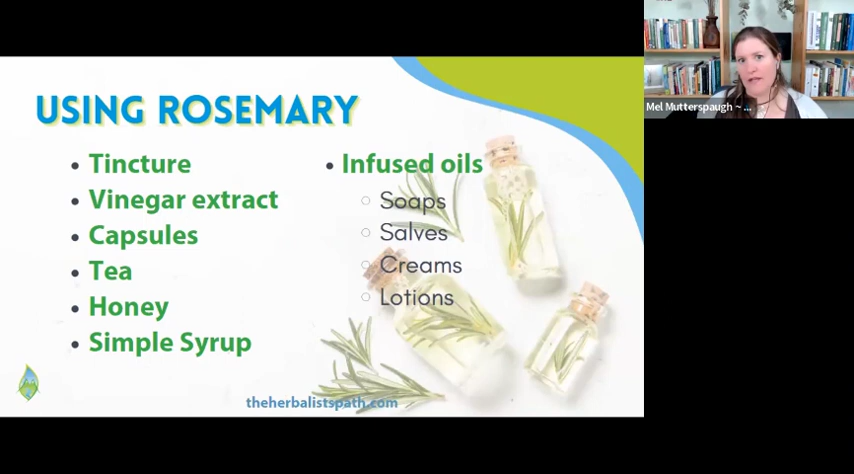 USING ROSEMARY
Tincture
Vinegar extract
Capsules
Tea
Honey
Simple Syrup
Infused oils
Soaps
Salves
Creams
Lotions
theherbalistspath.com
Mel Mutterspaugh ~ ...